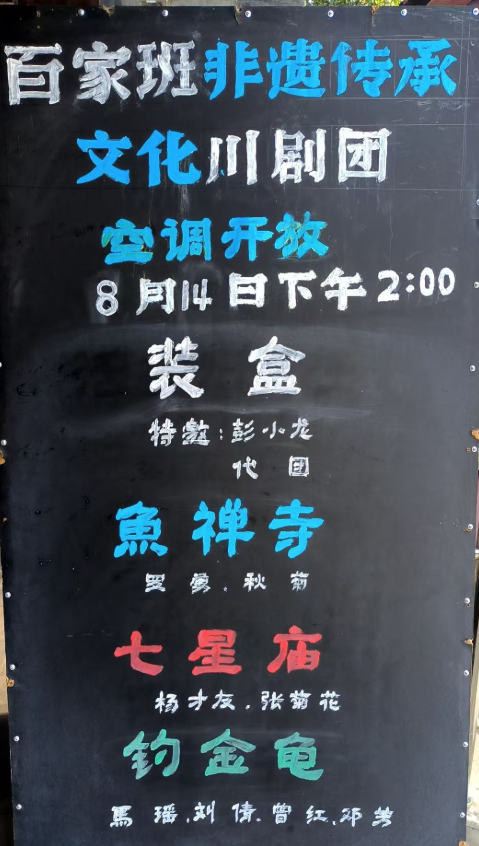 百家班非遗传承
文化川剧团
空调开放
8月14日下午2:00
装 盒
特邀:彭小龙
代 团
魚 禅 寺
罗 勇.秋 菊
七 星 庙
杨才友.张菊花
钓 金 龟
馬 瑶.刘 倩.曾 红.邓 芳